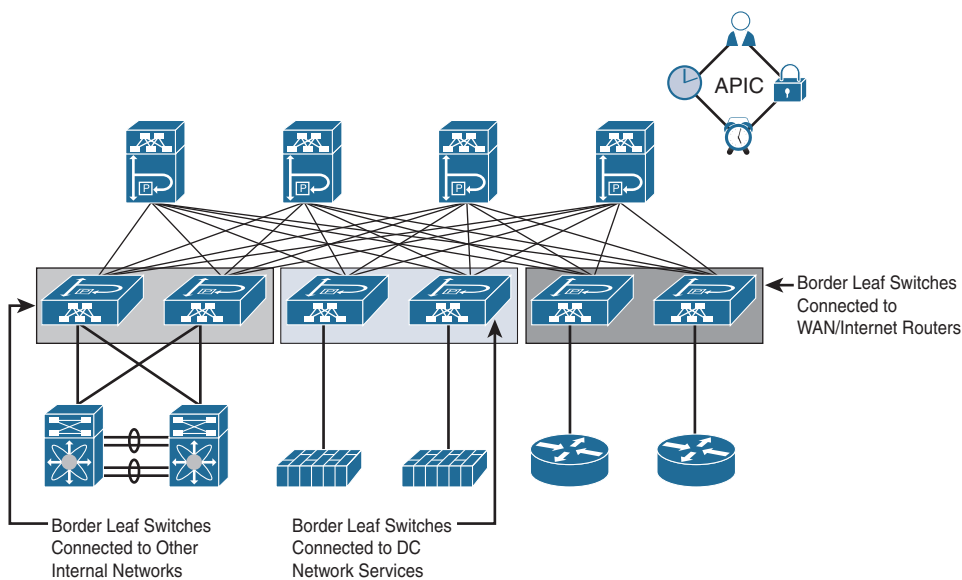 APIC
P
P
P
P
Border Leaf Switches
Connected to
WAN/Internet Routers
Border Leaf Switches
Connected to Other
Internal Networks
Border Leaf Switches
Connected to DC
Network Services